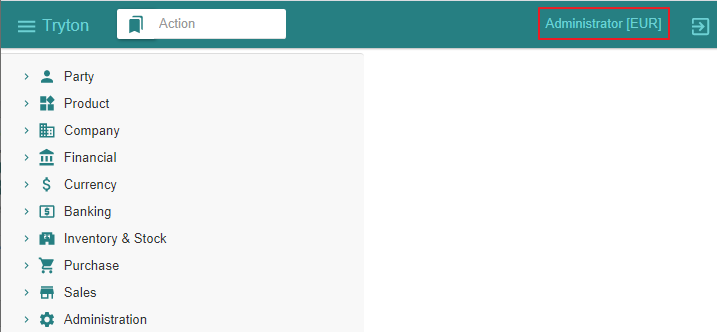 Tryton
Action
Administrator [EUR]
Party
Product
Company
Financial
Currency
Banking
Inventory & Stock
Purchase
Sales
Administration